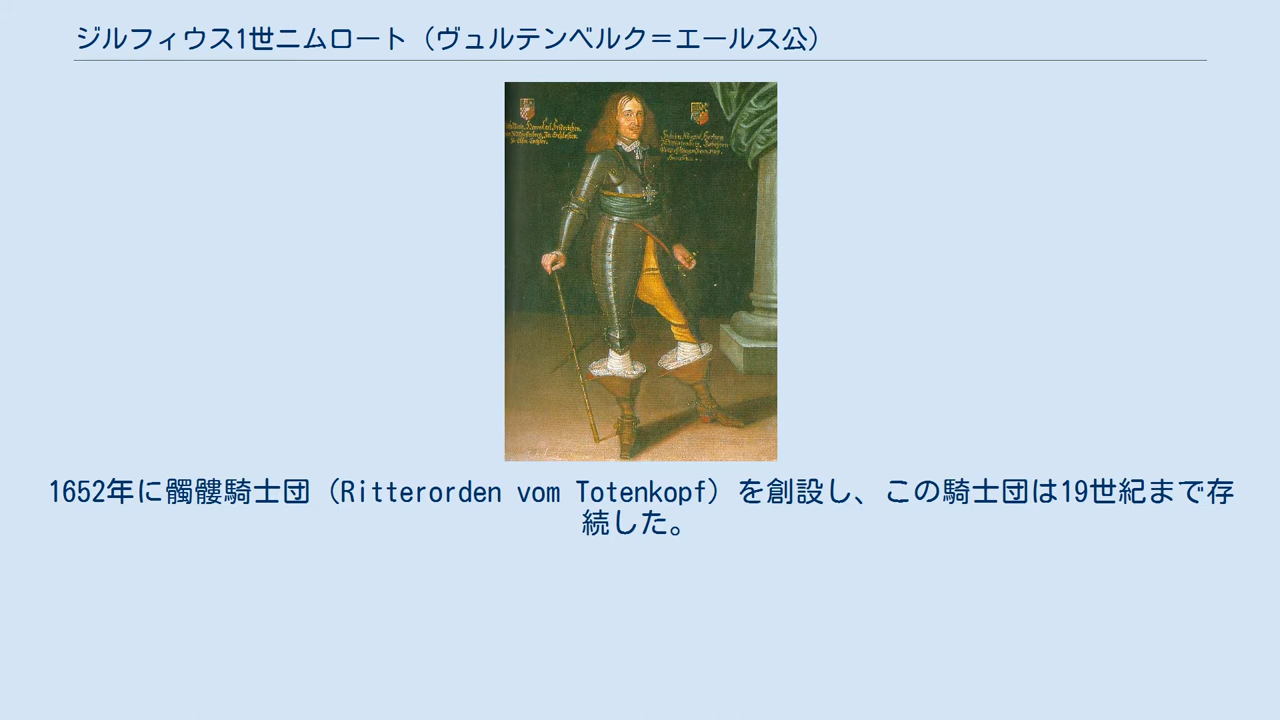 ジルフィウス1世ニムロート（ヴュルテンベルク＝エールス公）
1652年に髑髏騎士団（Ritterorden vom Totenkopf）を創設し、この騎士団は19世紀まで存
続した。